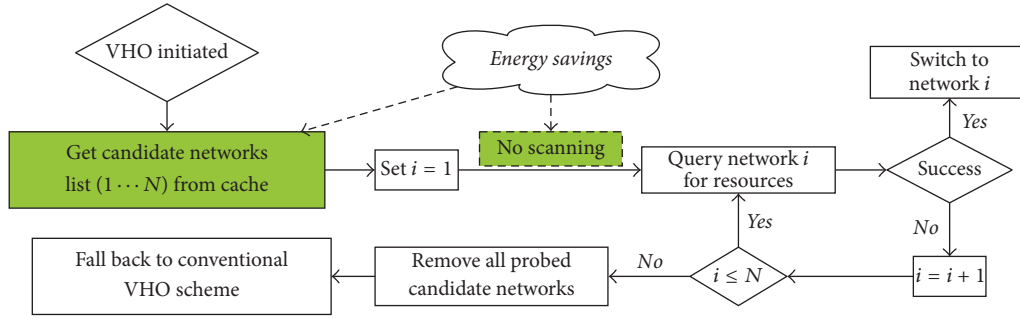 VHO initiated
Energy savings
Switch to
network i
Yes
Get candidate networks
list (1 ⋯ N) from cache
Set i = 1
No scanning
Query network i
for resources
Success
Yes
No
Fall back to conventional
VHO scheme
Remove all probed
candidate networks
No
i ≤ N
i = i + 1